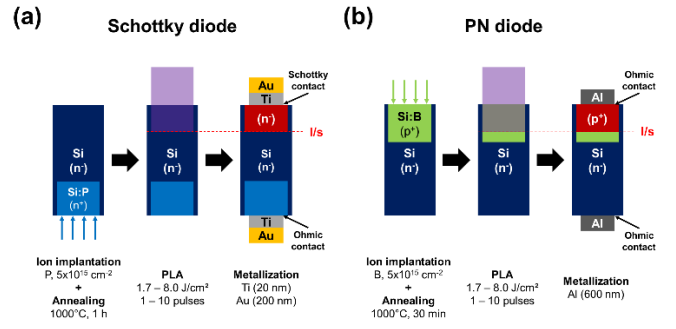 (a)
Schottky diode
Au
Ti
Schottky
contact
(n-)
l/s
Si
(n-)
Si:P
(n+)
Si
(n-)
Si
(n-)
Ti
Au
Ohmic
contact
Ion implantation
P, 5x10¹⁵ cm⁻²
+
Annealing
1000°C, 1 h
PLA
1.7 – 8.0 J/cm²
1 – 10 pulses
Metallization
Ti (20 nm)
Au (200 nm)
(b)
PN diode
Si:B
(p+)
Si
(n-)
Si
(n-)
Al
Ohmic
contact
(p+)
l/s
Si
(n-)
Al
Ohmic
contact
Ion implantation
B, 5x10¹⁵ cm⁻²
+
Annealing
1000°C, 30 min
PLA
1.7 – 8.0 J/cm²
1 – 10 pulses
Metallization
Al (600 nm)